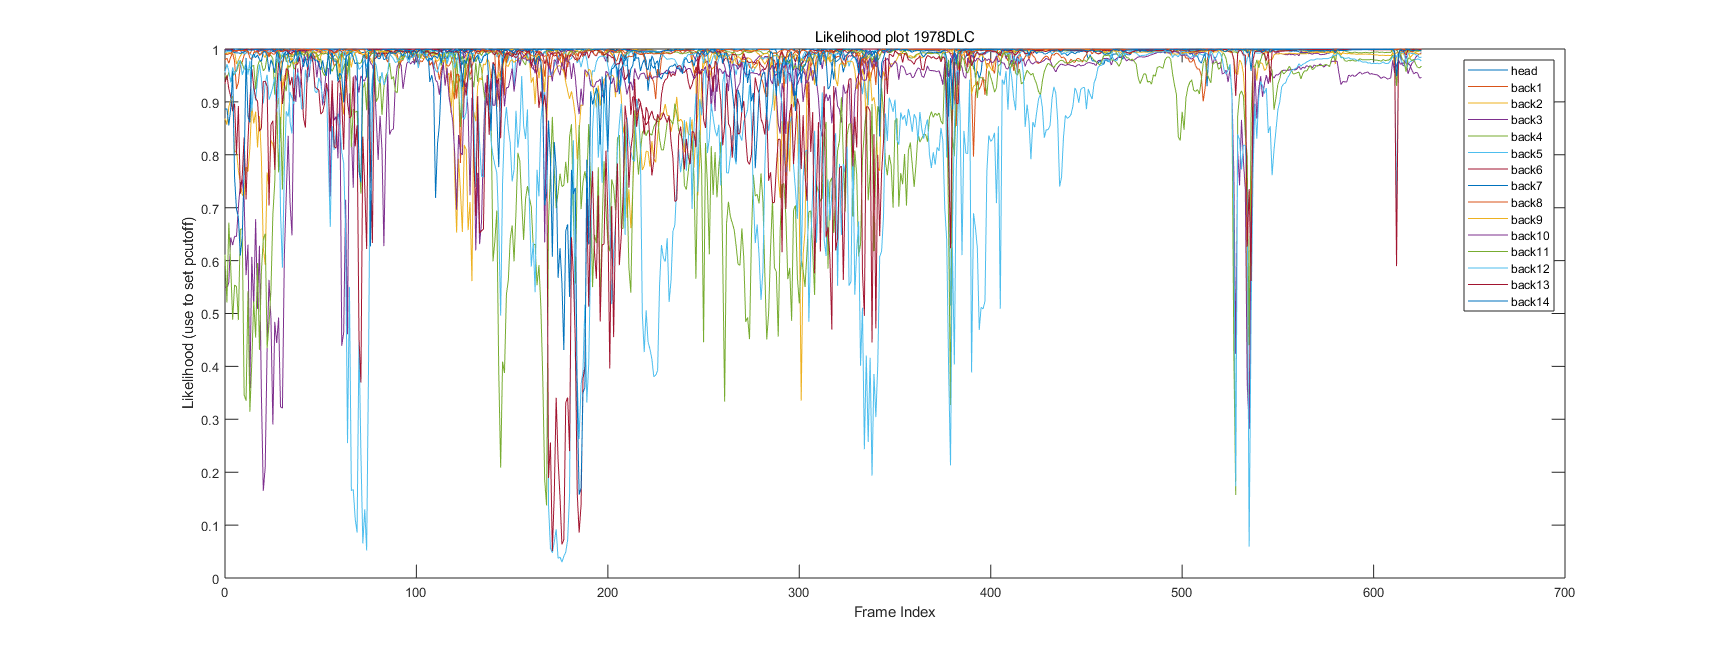 Likelihood plot 1978DLC
1
0.9
0.8
0.7
0.6
0.5
0.4
0.3
0.2
0.1
0
Likelihood (use to set pcutoff)
0 100 200 300 400 500 600 700
Frame Index
head
back1
back2
back3
back4
back5
back6
back7
back8
back9
back10
back11
back12
back13
back14